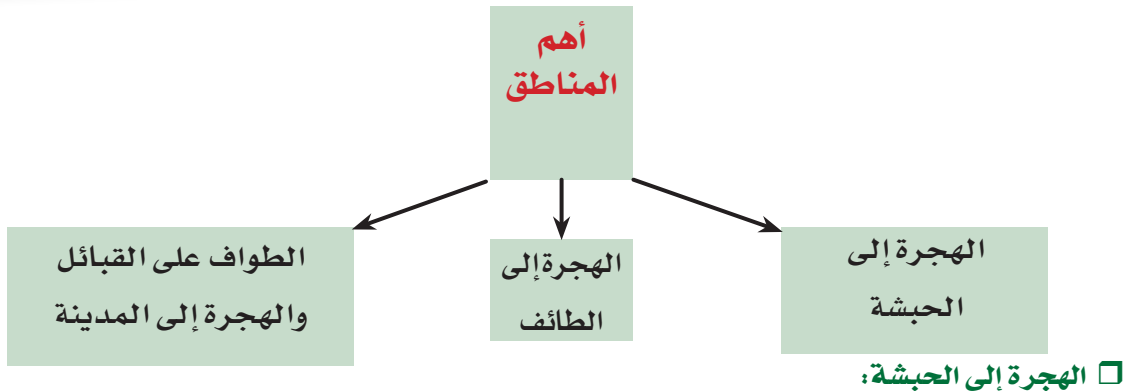 أهم
المناطق
الهجرة إلى
الحبشة
الهجرة إلى
الطائف
الطواف على القبائل
والهجرة إلى المدينة
❒ الهجرة إلى الحبشة: